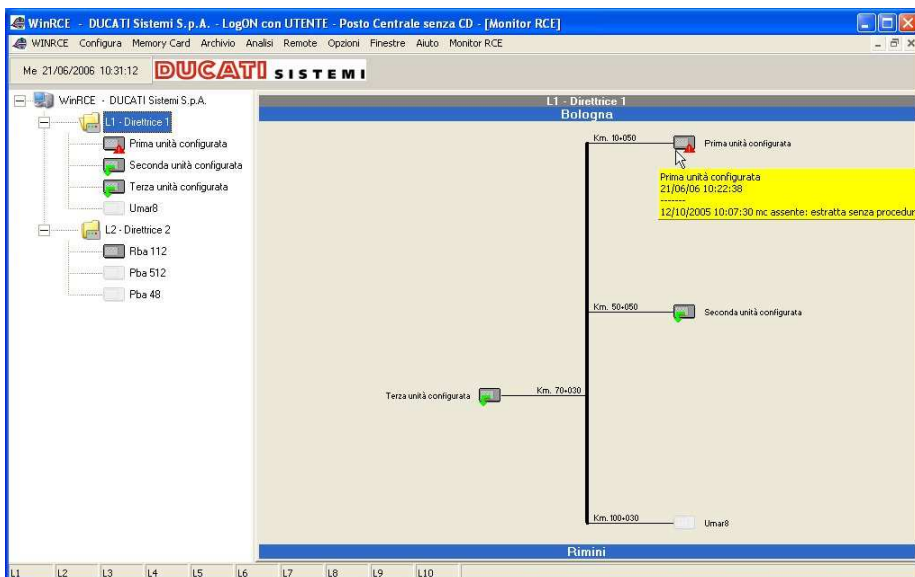 WinRCE - DUCATI Sistemi S.p.A. - LogON con UTENTE - Posto Centrale senza CD - [Monitor RCE]
WINRCE Configura Memory Card Archivio Analisi Remote Opzioni Finestre Aiuto Monitor RCE
Me 21/06/2006 10:31:12 DUCATI SISTEMI
WinRCE - DUCATI Sistemi S.p.A.
L1 - Direttrice 1
Prima unità configurata
Seconda unità configurata
Terza unità configurata
Umar8
L2 - Direttrice 2
Rba 112
Pba 512
Pba 48
L1 - Direttrice 1
Bologna
Km. 10+050 Prima unità configurata
Prima unità configurata
21/06/06 10:22:38
-------
12/10/2005 10:07:30 mc assente: estratta senza procedur
Km. 50+050 Seconda unità configurata
Terza unità configurata Km. 70+030
Km. 100+030 Umar8
Rimini
L1 L2 L3 L4 L5 L6 L7 L8 L9 L10